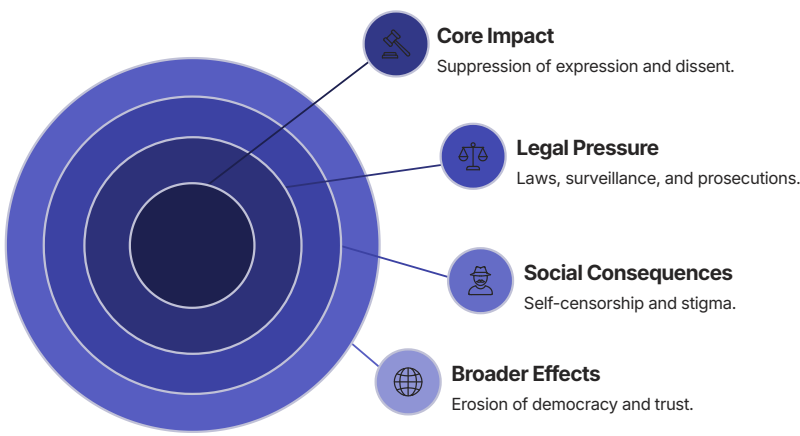 Core Impact
Suppression of expression and dissent.
Legal Pressure
Laws, surveillance, and prosecutions.
Social Consequences
Self-censorship and stigma.
Broader Effects
Erosion of democracy and trust.